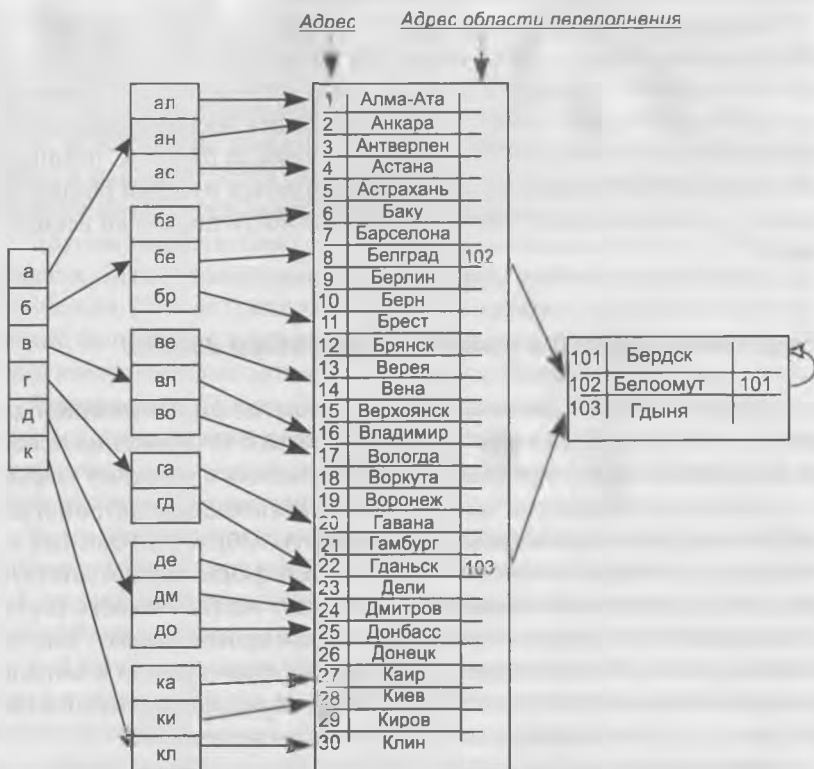 Адрес Адрес области переполнения
а
б
в
г
д
к
ал
ан
ас
ба
бе
бр
ве
вл
во
га
гд
де
дм
до
ка
ки
кл
1 Алма-Ата
2 Анкара
3 Антверпен
4 Астана
5 Астрахань
6 Баку
7 Барселона
8 Белград 102
9 Берлин
10 Берн
11 Брест
12 Брянск
13 Верея
14 Вена
15 Верхоянск
16 Владимир
17 Вологда
18 Воркута
19 Воронеж
20 Гавана
21 Гамбург
22 Гданьск 103
23 Дели
24 Дмитров
25 Донбасс
26 Донецк
27 Каир
28 Киев
29 Киров
30 Клин
101 Бердск
102 Белоомут 101
103 Гдыня